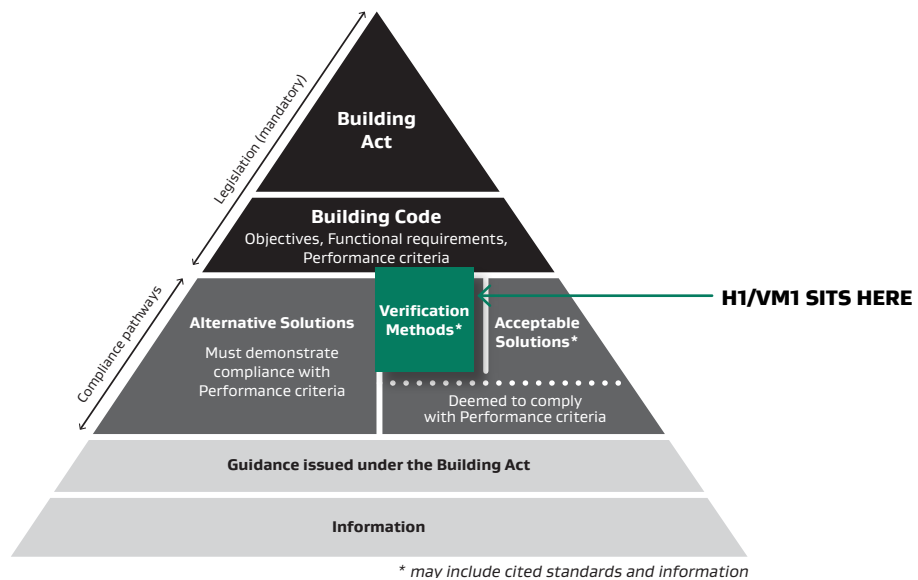 Building
Act
Legislation (mandatory)
Building Code
Objectives, Functional requirements,
Performance criteria
Compliance pathways
Alternative Solutions
Must demonstrate
compliance with
Performance criteria
Verification
Methods*
Acceptable
Solutions*
H1/VM1 SITS HERE
Deemed to comply
with Performance criteria
Guidance issued under the Building Act
Information
* may include cited standards and information